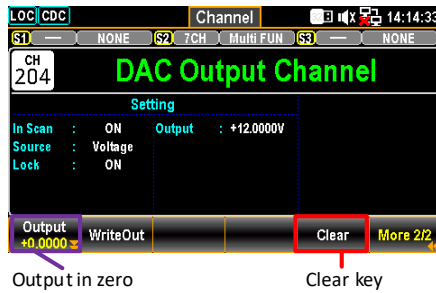 LOC CDC Channel 14:14:33
S1 — NONE S2 7CH Multi FUN S3 — NONE
CH
204 DAC Output Channel
Setting
In Scan : ON Output : +12.0000V
Source : Voltage
Lock : ON
Output
+0.0000 WriteOut Clear More 2/2
Output in zero Clear key